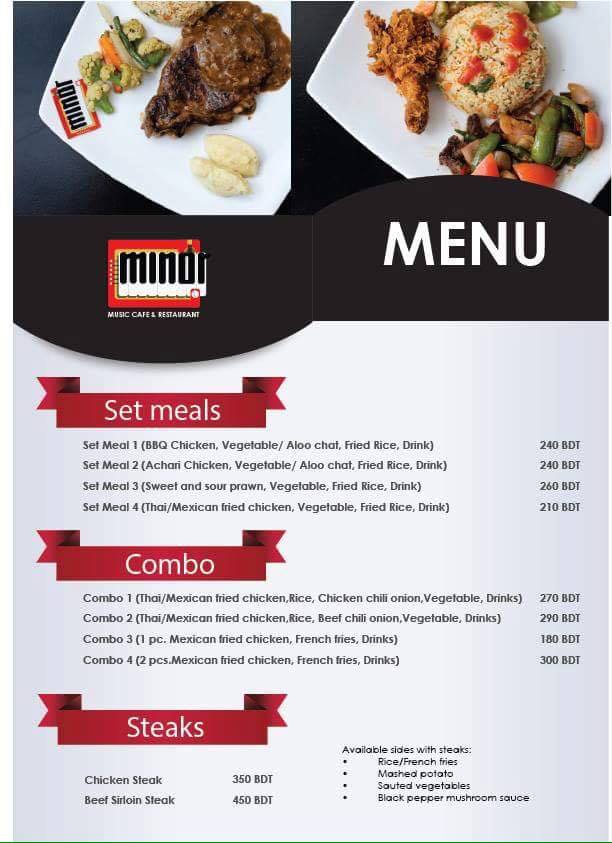 minor
minor
MUSIC CAFE & RESTAURANT
MENU
Set meals
Set Meal 1 (BBQ Chicken, Vegetable/ Aloo chat, Fried Rice, Drink) 240 BDT
Set Meal 2 (Achari Chicken, Vegetable/ Aloo chat, Fried Rice, Drink) 240 BDT
Set Meal 3 (Sweet and sour prawn, Vegetable, Fried Rice, Drink) 260 BDT
Set Meal 4 (Thai/Mexican fried chicken, Vegetable, Fried Rice, Drink) 210 BDT
Combo
Combo 1 (Thai/Mexican fried chicken,Rice, Chicken chili onion,Vegetable, Drinks) 270 BDT
Combo 2 (Thai/Mexican fried chicken,Rice, Beef chili onion,Vegetable, Drinks) 290 BDT
Combo 3 (1 pc. Mexican fried chicken, French fries, Drinks) 180 BDT
Combo 4 (2 pcs.Mexican fried chicken, French fries, Drinks) 300 BDT
Steaks
Chicken Steak 350 BDT
Beef Sirloin Steak 450 BDT
Available sides with steaks:
• Rice/French fries
• Mashed potato
• Sauted vegetables
• Black pepper mushroom sauce